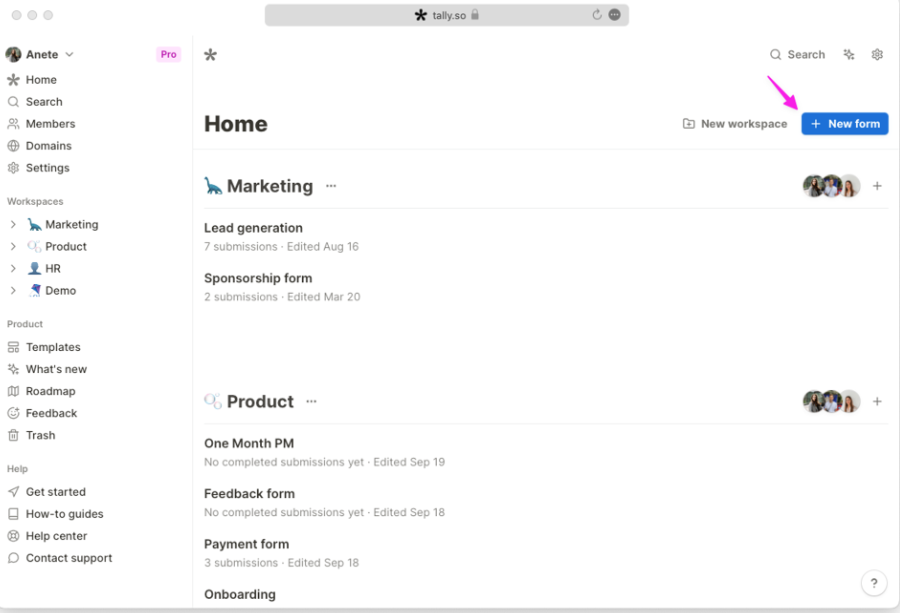 tally.so
Anete
Pro
Home
Search
Members
Domains
Settings
Workspaces
Marketing
Product
HR
Demo
Product
Templates
What's new
Roadmap
Feedback
Trash
Help
Get started
How-to guides
Help center
Contact support
Search
Home
New workspace
+ New form
Marketing ...
+
Lead generation
7 submissions · Edited Aug 16
Sponsorship form
2 submissions · Edited Mar 20
Product ...
+
One Month PM
No completed submissions yet · Edited Sep 19
Feedback form
No completed submissions yet · Edited Sep 18
Payment form
3 submissions · Edited Sep 18
Onboarding
?